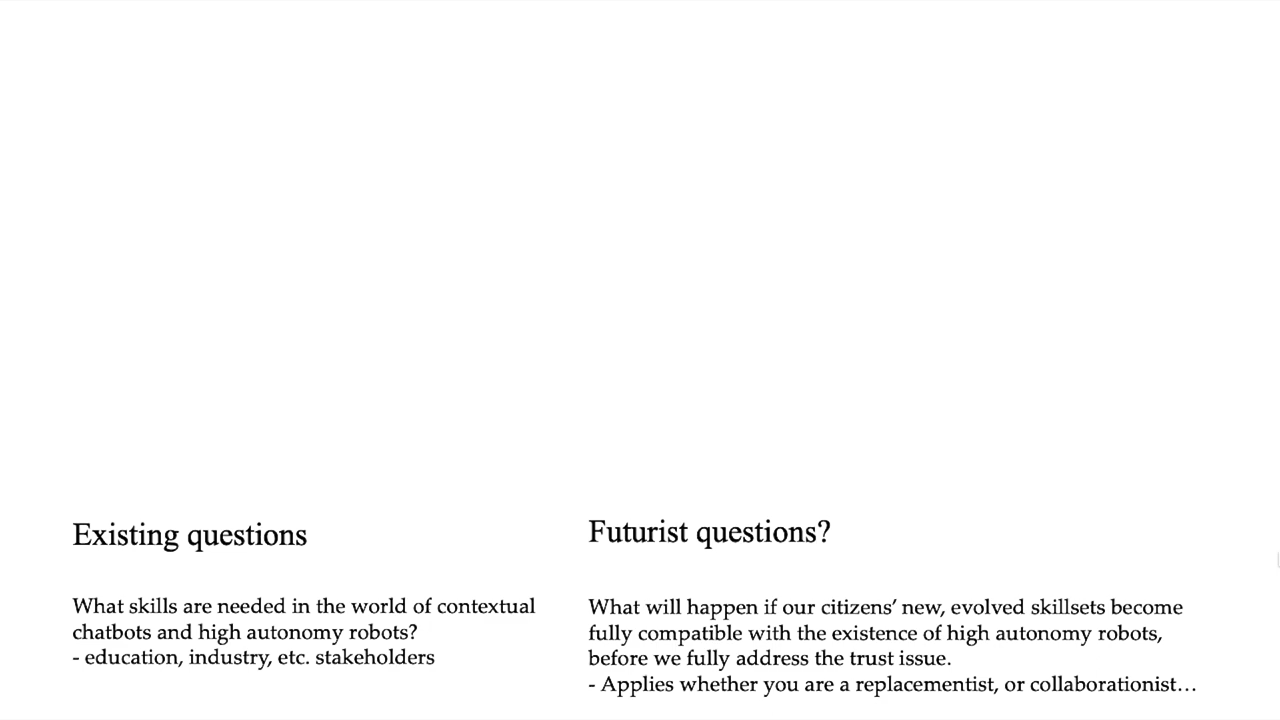 Existing questions
What skills are needed in the world of contextual
chatbots and high autonomy robots?
- education, industry, etc. stakeholders
Futurist questions?
What will happen if our citizens’ new, evolved skillsets become
fully compatible with the existence of high autonomy robots,
before we fully address the trust issue.
- Applies whether you are a replacementist, or collaborationist…